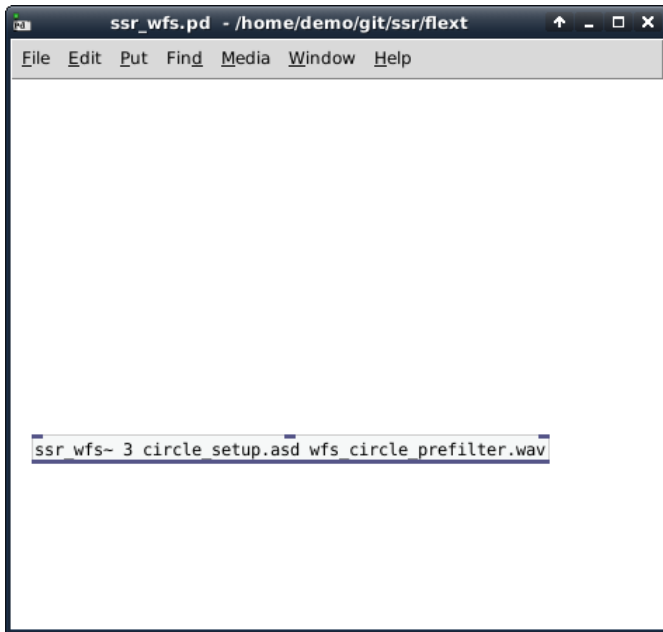 ssr_wfs.pd - /home/demo/git/ssr/flext
File Edit Put Find Media Window Help
ssr_wfs~ 3 circle_setup.asd wfs_circle_prefilter.wav